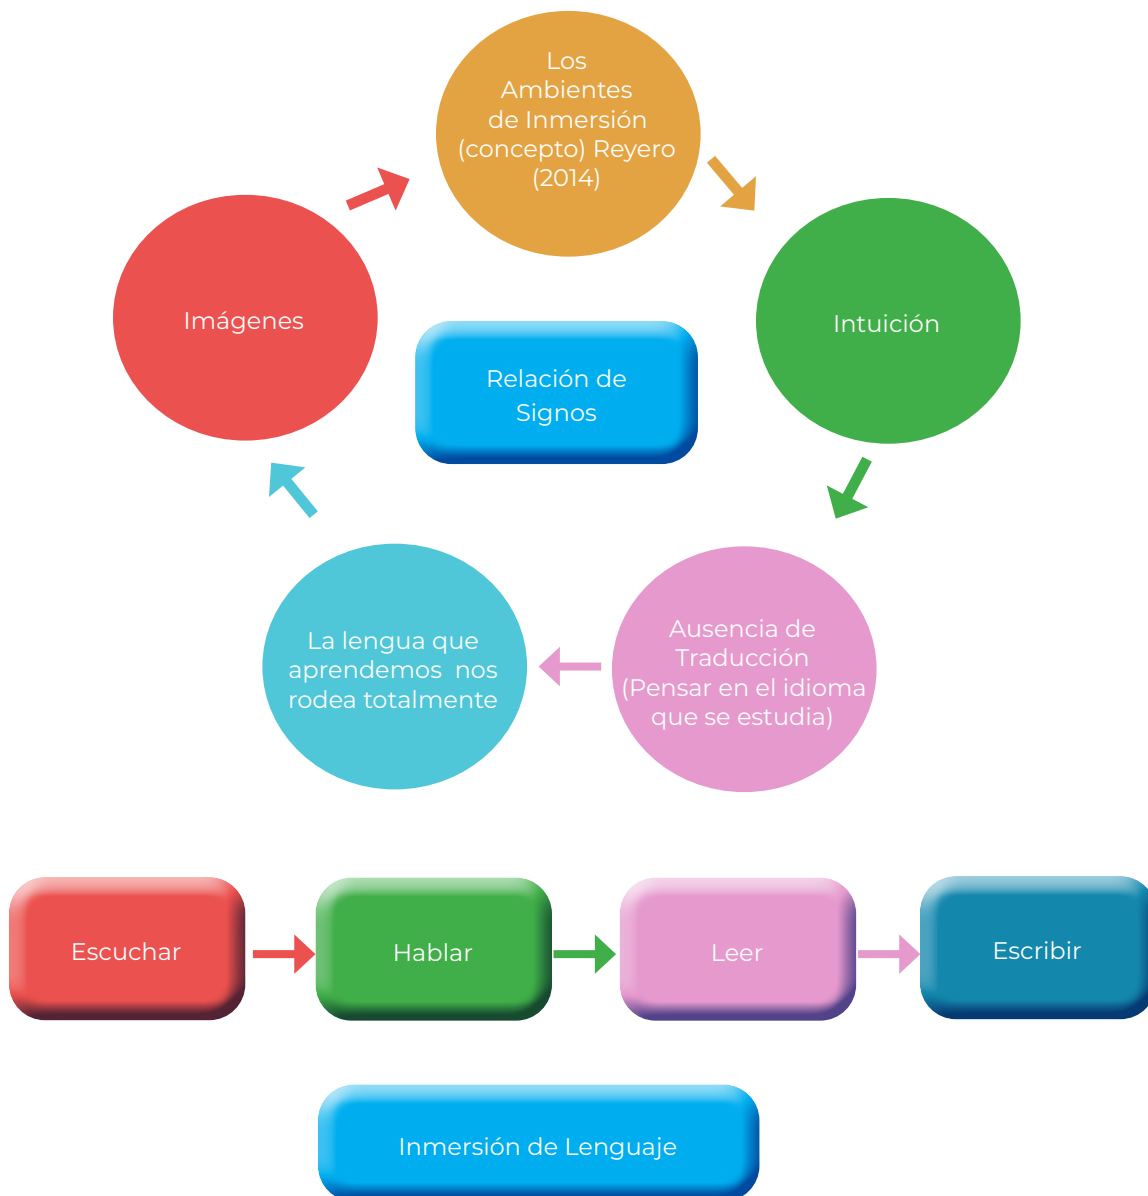 Los
Ambientes
de Inmersión
(concepto) Reyero
(2014)
Imágenes
Intuición
Relación de
Signos
Ausencia de
Traducción
(Pensar en el idioma
que se estudia)
La lengua que
aprendemos nos
rodea totalmente
Escuchar
Hablar
Leer
Escribir
Inmersión de Lenguaje